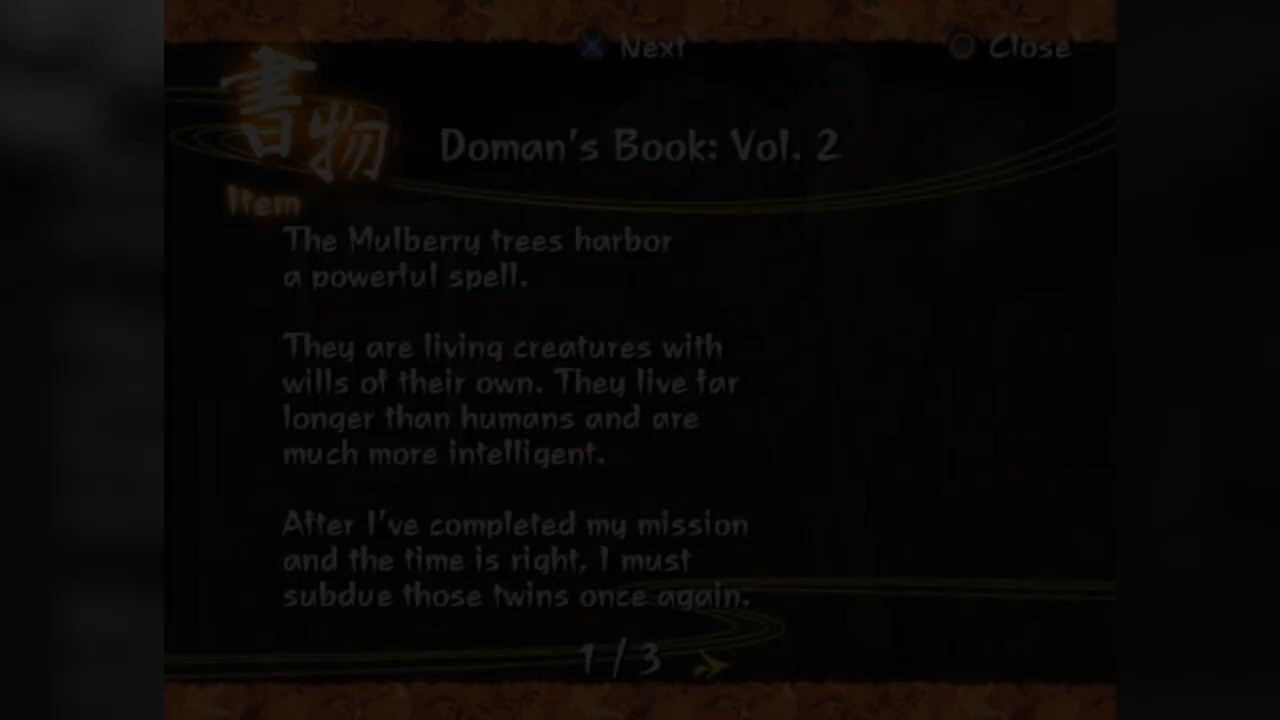 Next
Close
書物
Item
Doman's Book: Vol. 2
The Mulberry trees harbor
a powerful spell.
They are living creatures with
wills of their own. They live far
longer than humans and are
much more intelligent.
After I've completed my mission
and the time is right, I must
subdue those twins once again.
1 / 3